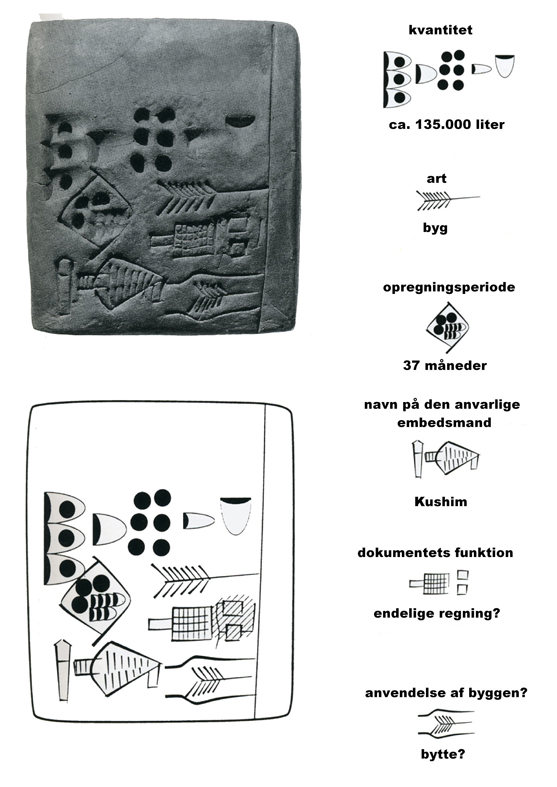 kvantitet
ca. 135.000 liter
art
byg
opregningsperiode
37 måneder
navn på den anvarlige
embedsmand
Kushim
dokumentets funktion
endelige regning?
anvendelse af byggen?
bytte?